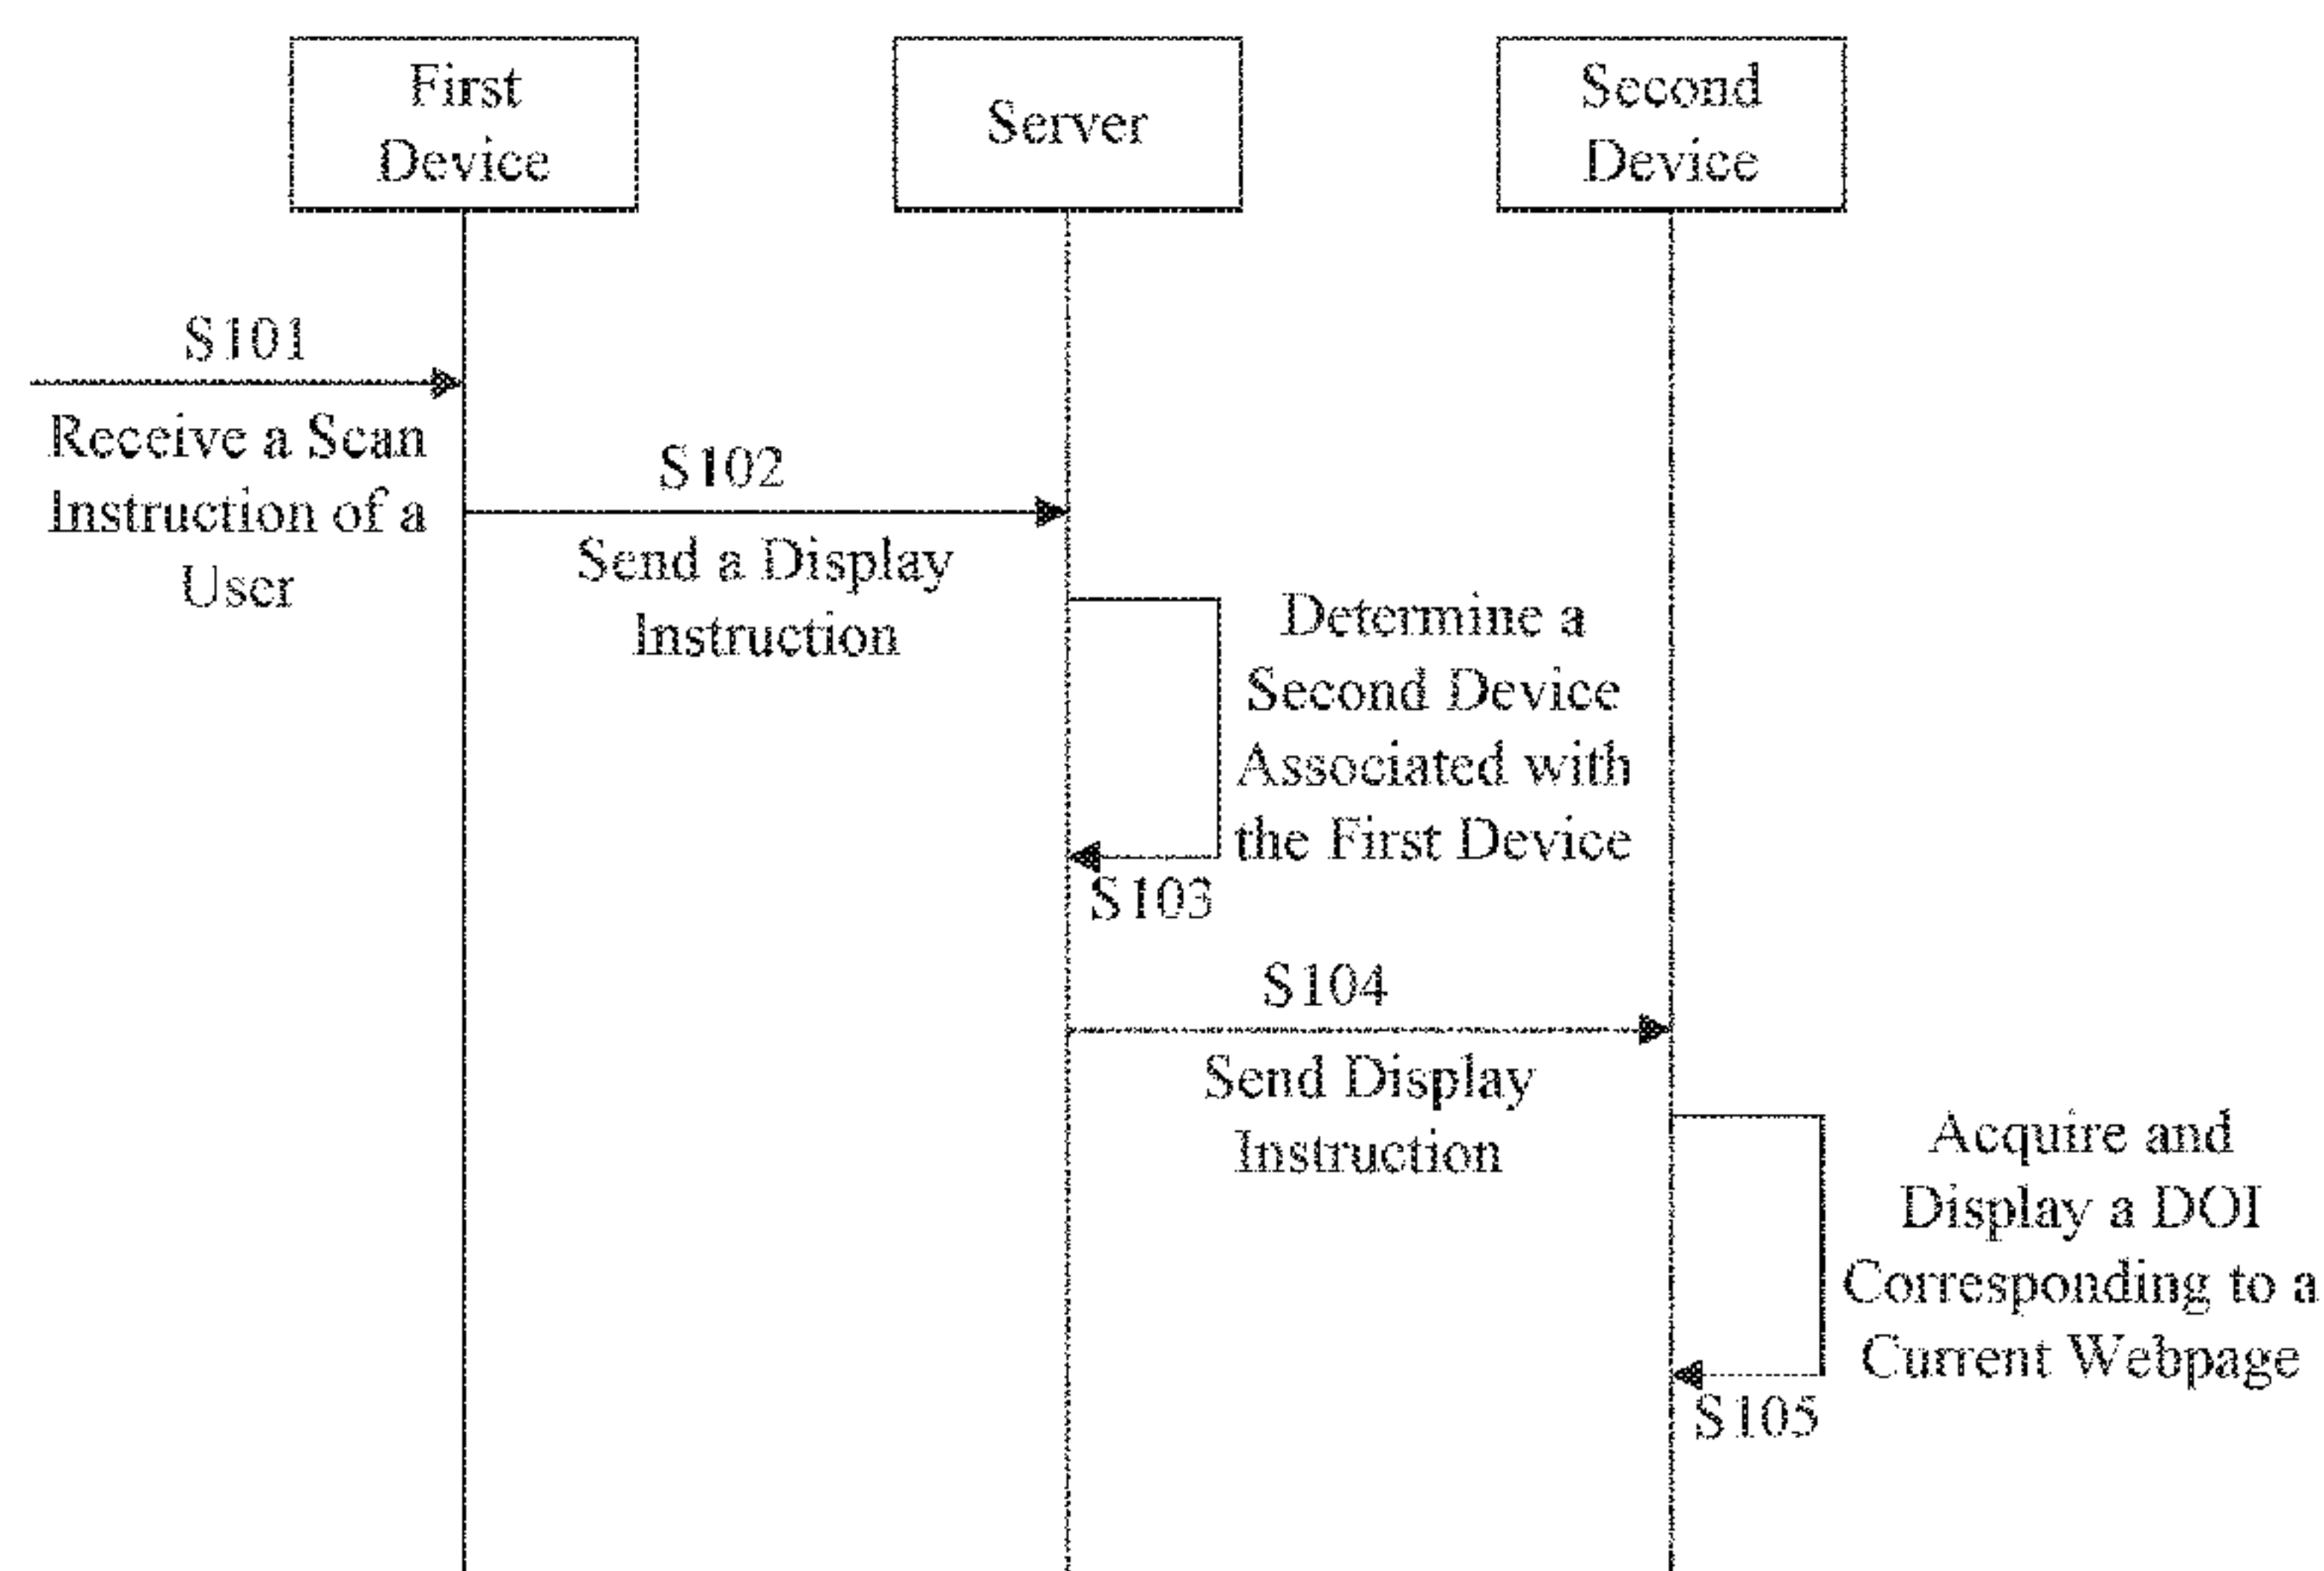 First
Device
Server
Second
Device
S101
Receive a Scan
Instruction of a
User
S102
Send a Display
Instruction
Determine a
Second Device
Associated with
the First Device
S103
S104
Send Display
Instruction
Acquire and
Display a DOI
Corresponding to a
Current Webpage
S105